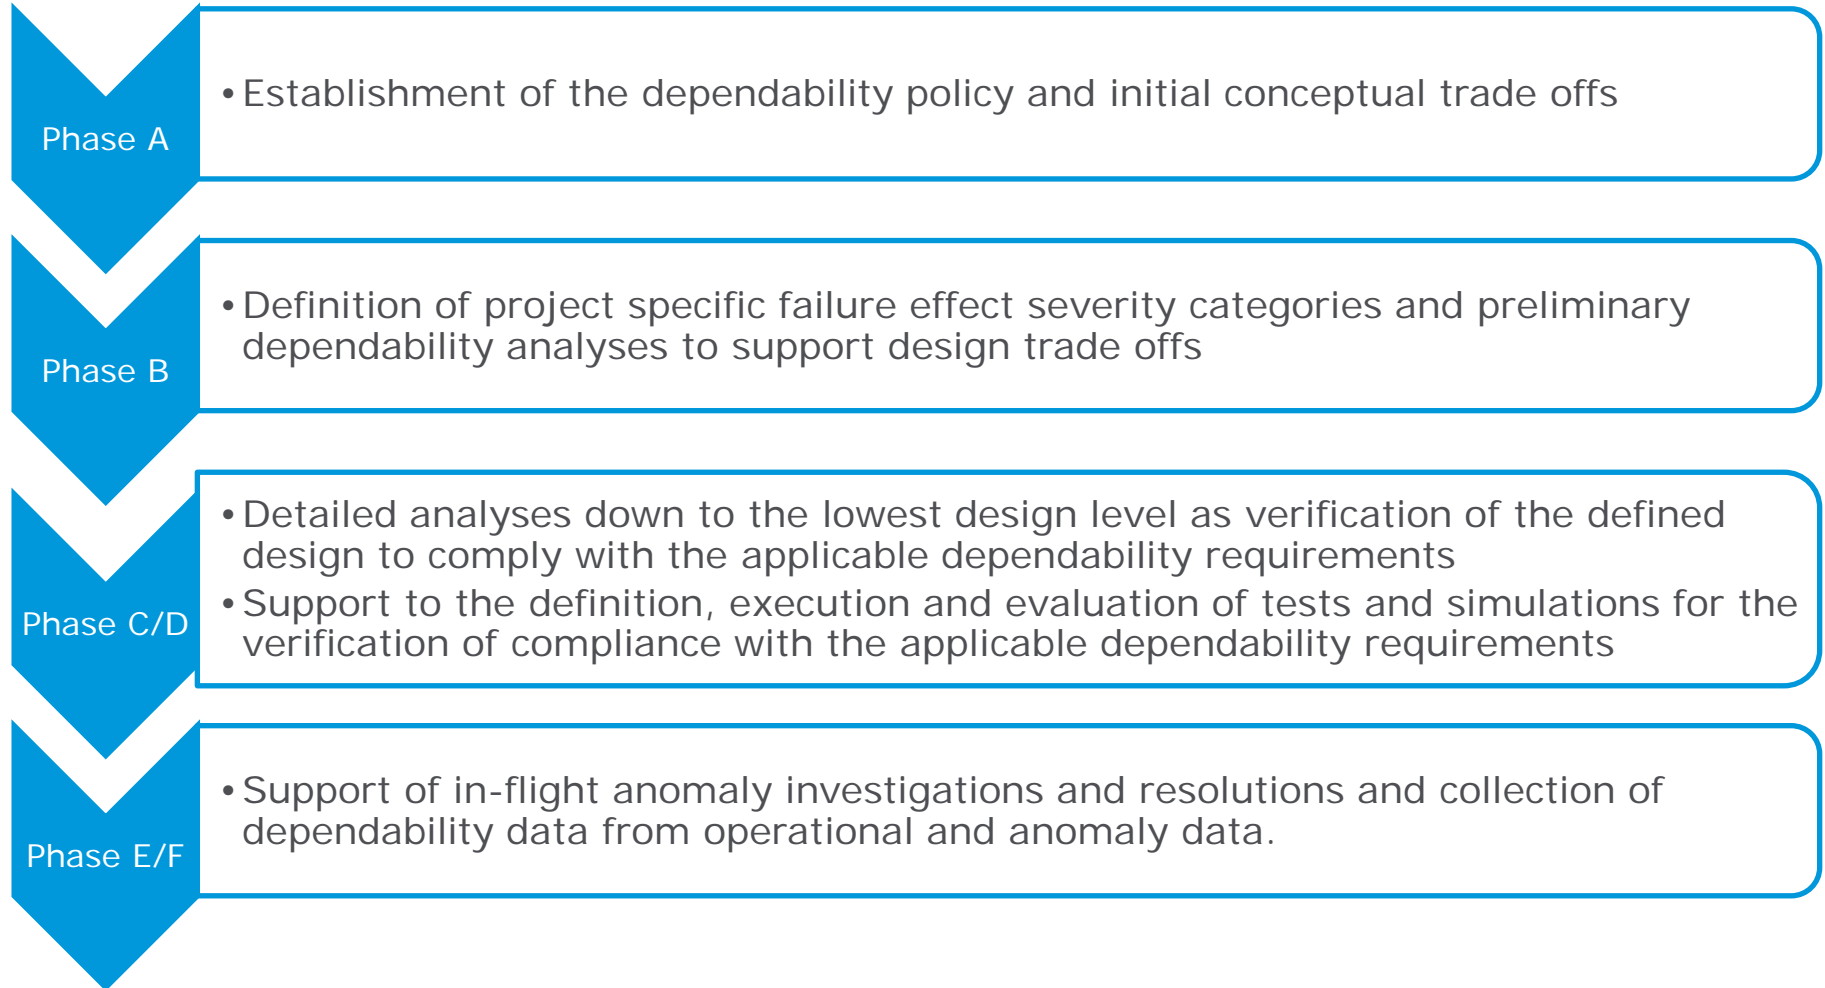 Phase A
• Establishment of the dependability policy and initial conceptual trade offs
Phase B
• Definition of project specific failure effect severity categories and preliminary
dependability analyses to support design trade offs
Phase C/D
• Detailed analyses down to the lowest design level as verification of the defined
design to comply with the applicable dependability requirements
• Support to the definition, execution and evaluation of tests and simulations for the
verification of compliance with the applicable dependability requirements
Phase E/F
• Support of in-flight anomaly investigations and resolutions and collection of
dependability data from operational and anomaly data.